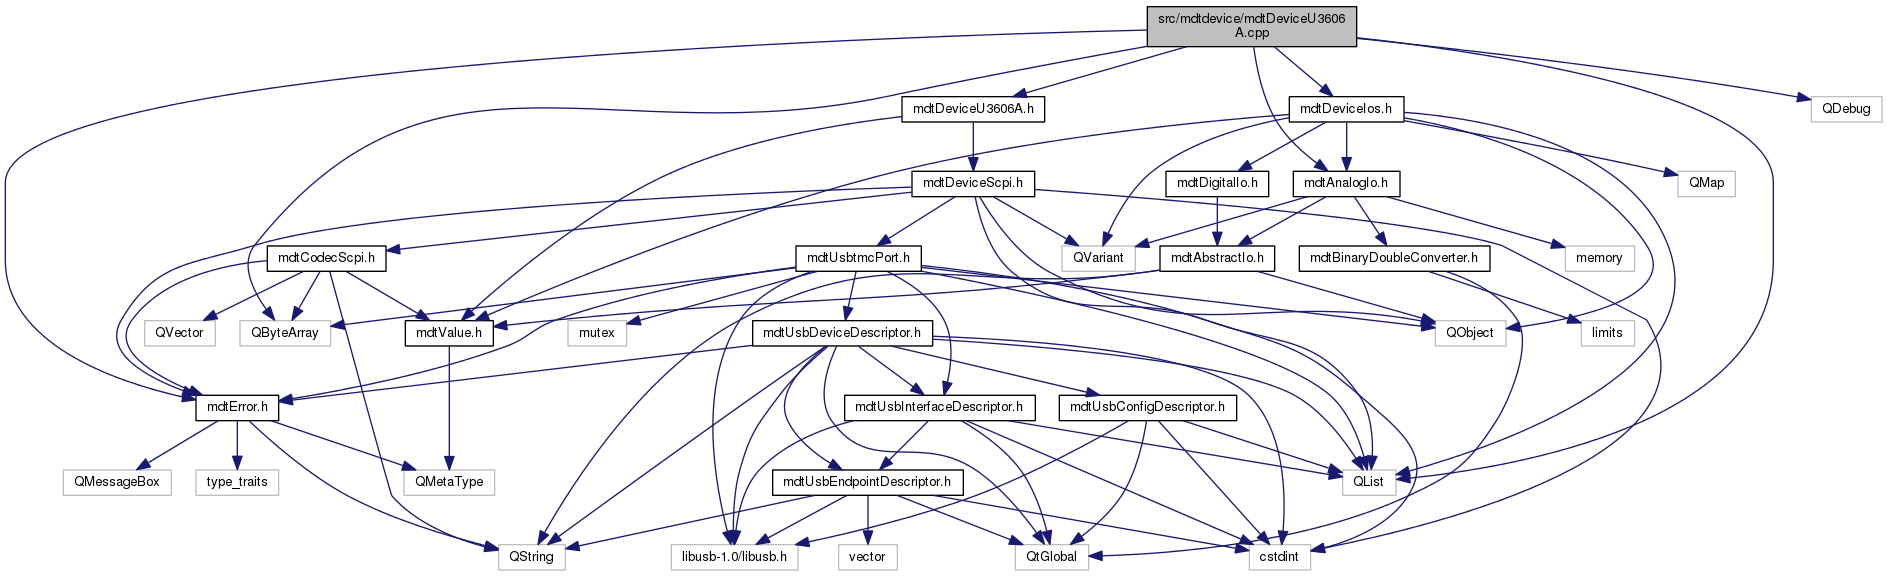 src/mdtdevice/mdtDeviceU3606
A.cpp
mdtDeviceU3606A.h
mdtDeviceIos.h
QDebug
mdtDeviceScpi.h
mdtDigitalIo.h
mdtAnalogIo.h
QMap
mdtCodecScpi.h
mdtUsbtmcPort.h
QVariant
mdtAbstractIo.h
mdtBinaryDoubleConverter.h
memory
QVector
QByteArray
mdtValue.h
mutex
mdtUsbDeviceDescriptor.h
QObject
limits
mdtError.h
mdtUsbInterfaceDescriptor.h
mdtUsbConfigDescriptor.h
QMessageBox
type_traits
QMetaType
mdtUsbEndpointDescriptor.h
QList
QString
libusb-1.0/libusb.h
vector
QtGlobal
cstdint